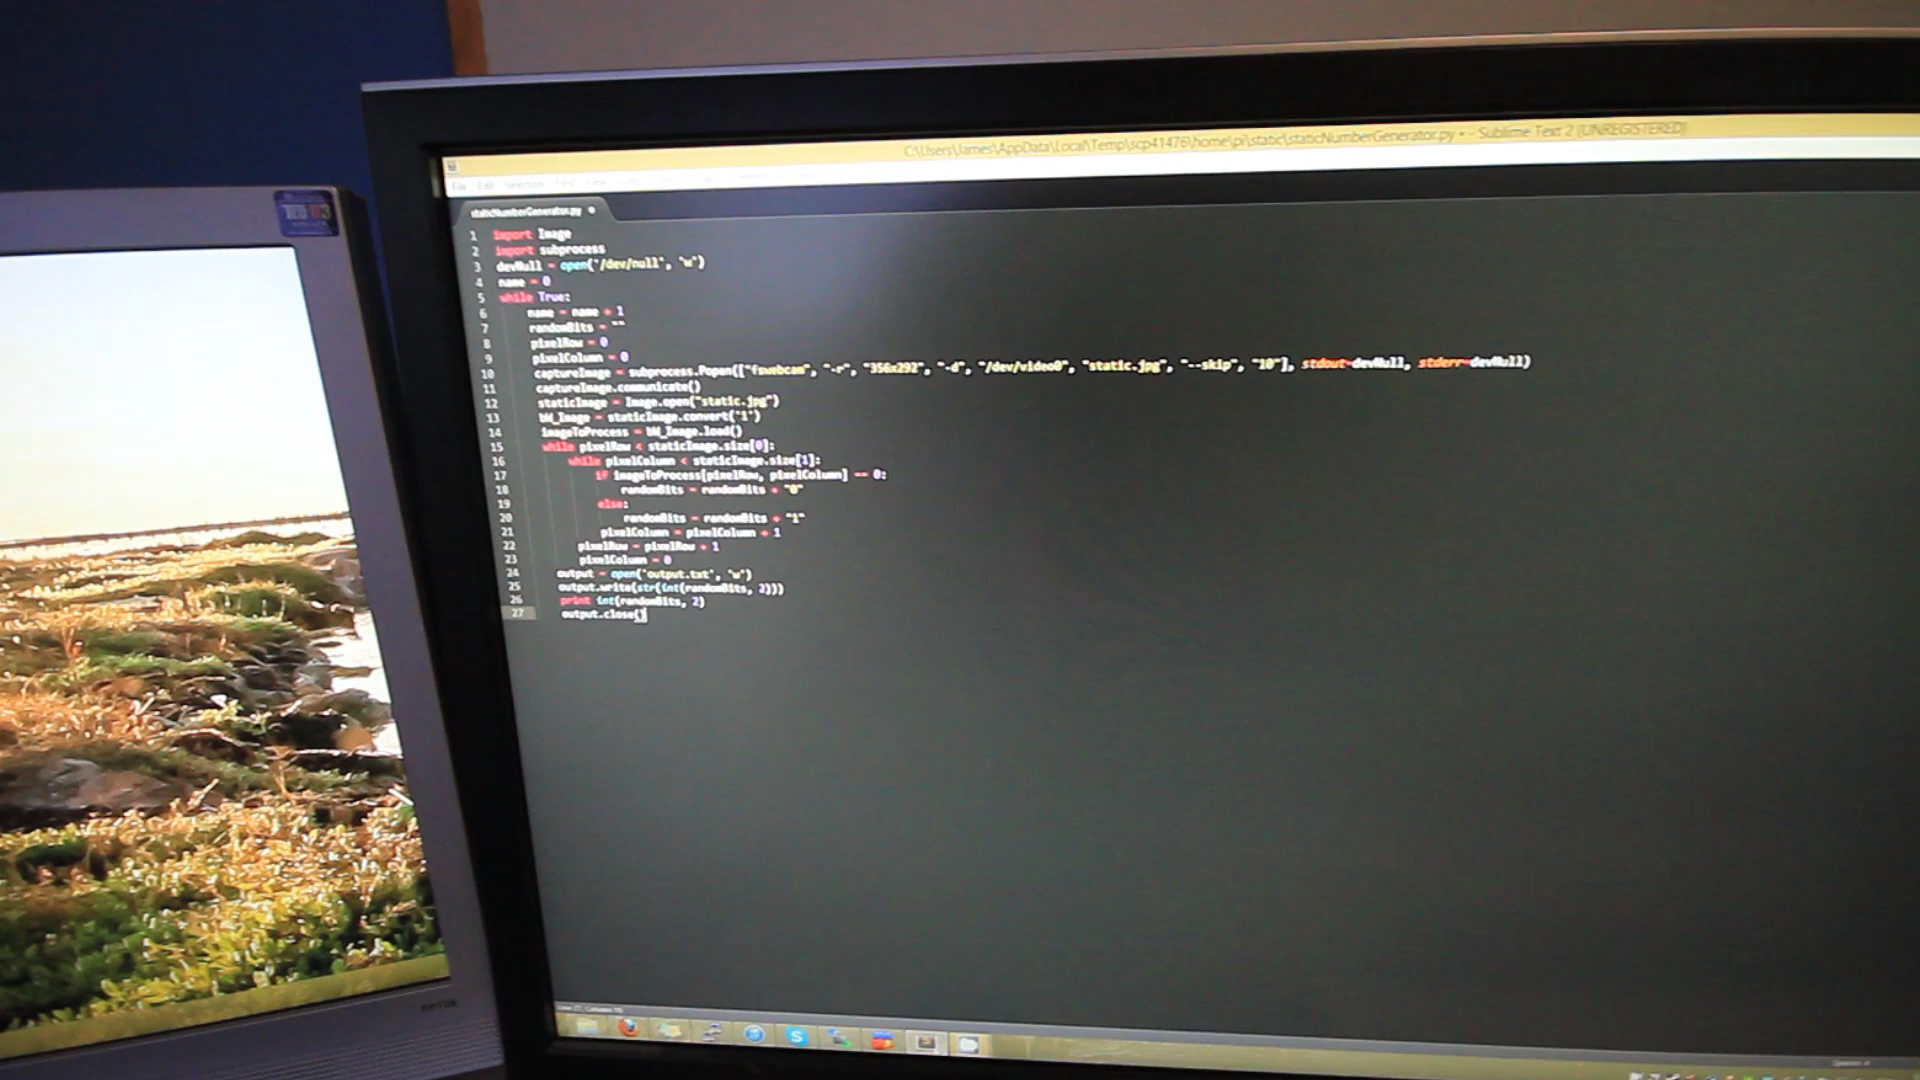 C:\Users\James\AppData\Local\Temp\scp41476\home\pi\static\staticNumberGenerator.py • - Sublime Text 2 (UNREGISTERED)
File Edit Selection Find View
staticNumberGenerator.py
1 import Image
2 import subprocess
3 devNull = open('/dev/null', 'w')
4 name = 0
5 while True:
6 name = name + 1
7 randomBits = ""
8 pixelRow = 0
9 pixelColumn = 0
10 captureImage = subprocess.Popen(["fswebcam", "-r", "356x292", "-d", "/dev/video0", "static.jpg", "--skip", "10"], stdout=devNull, stderr=devNull)
11 captureImage.communicate()
12 staticImage = Image.open("static.jpg")
13 bW_Image = staticImage.convert('1')
14 imageToProcess = bW_Image.load()
15 while pixelRow < staticImage.size[0]:
16 while pixelColumn < staticImage.size[1]:
17 if imageToProcess[pixelRow, pixelColumn] == 0:
18 randomBits = randomBits + "0"
19 else:
20 randomBits = randomBits + "1"
21 pixelColumn = pixelColumn + 1
22 pixelRow = pixelRow + 1
23 pixelColumn = 0
24 output = open('output.txt', 'w')
25 output.write(str(int(randomBits, 2)))
26 print int(randomBits, 2)
27 output.close()